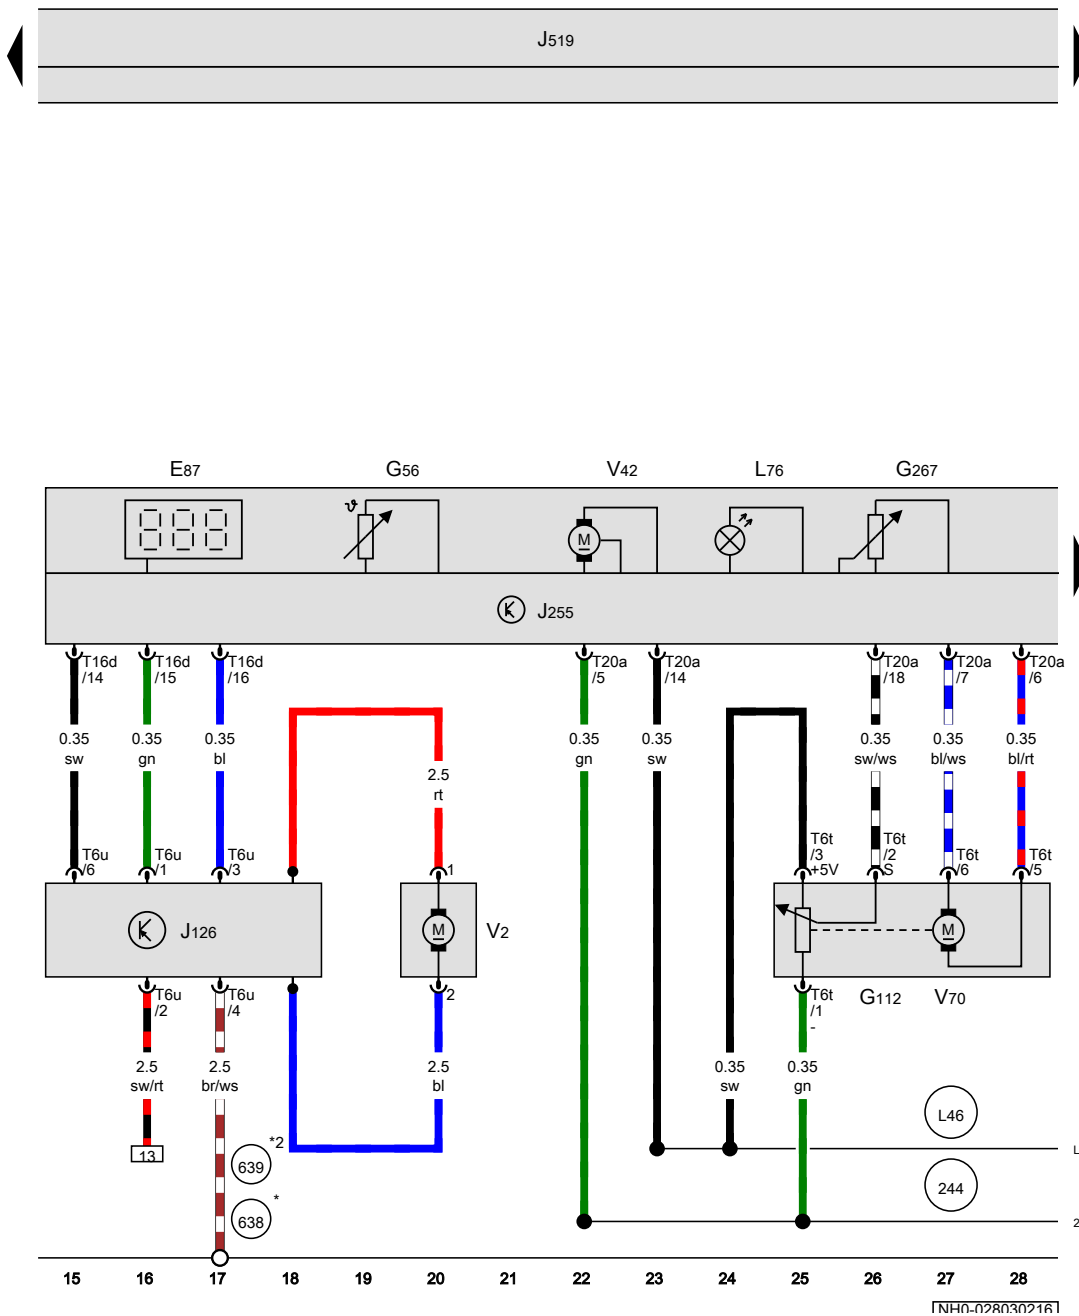 J519
E87 G56 V42 L76 G267
J255
T16d T16d T16d T20a T20a T20a T20a T20a
/14 /15 /16 /5 /14 /18 /7 /6
0.35 0.35 0.35 0.35 0.35 0.35 0.35 0.35
sw gn bl gn sw sw/ws bl/ws bl/rt
2.5
rt
T6t T6t
/3 /2
+5V S
T6u T6u T6u T6t T6t
/6 /1 /3 1 /6 /5
J126 M V2 M
T6u T6u 2 T6t G112 V70
/2 /4 /1
-
2.5 2.5 2.5 0.35 0.35
sw/rt br/ws bl sw gn
L46
*2
13 639 L
244
*
638 2
15 16 17 18 19 20 21 22 23 24 25 26 27 28
NH0-028030216